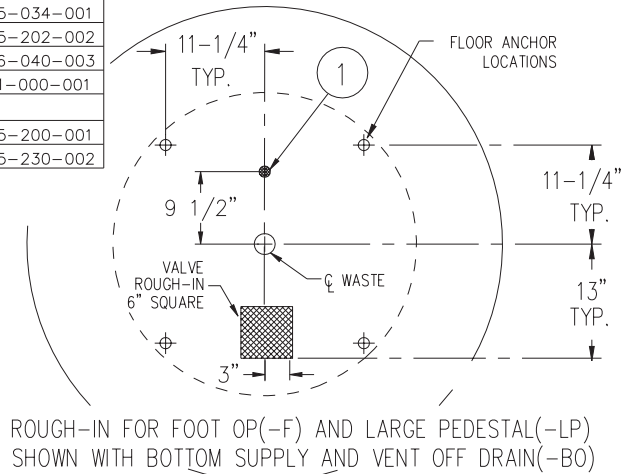 5-034-001
5-202-002
6-040-003
1-000-001
5-200-001
5-230-002
11-1/4"
TYP.
1
FLOOR ANCHOR
LOCATIONS
9 1/2"
11-1/4"
TYP.
VALVE
ROUGH-IN
6" SQUARE
℄ WASTE
13"
TYP.
3"
ROUGH-IN FOR FOOT OP(-F) AND LARGE PEDESTAL(-LP)
SHOWN WITH BOTTOM SUPPLY AND VENT OFF DRAIN(-BO)